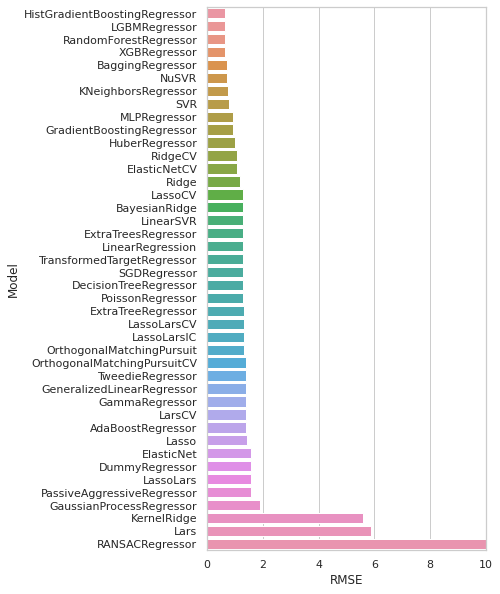 HistGradientBoostingRegressor
LGBMRegressor
RandomForestRegressor
XGBRegressor
BaggingRegressor
NuSVR
KNeighborsRegressor
SVR
MLPRegressor
GradientBoostingRegressor
HuberRegressor
RidgeCV
ElasticNetCV
Ridge
LassoCV
BayesianRidge
LinearSVR
ExtraTreesRegressor
LinearRegression
TransformedTargetRegressor
SGDRegressor
DecisionTreeRegressor
PoissonRegressor
ExtraTreeRegressor
LassoLarsCV
LassoLarsIC
OrthogonalMatchingPursuit
OrthogonalMatchingPursuitCV
TweedieRegressor
GeneralizedLinearRegressor
GammaRegressor
LarsCV
AdaBoostRegressor
Lasso
ElasticNet
DummyRegressor
LassoLars
PassiveAggressiveRegressor
GaussianProcessRegressor
KernelRidge
Lars
RANSACRegressor
Model
0 2 4 6 8 10
RMSE